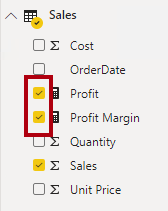 Sales
Cost
OrderDate
Profit
Profit Margin
Quantity
Sales
Unit Price